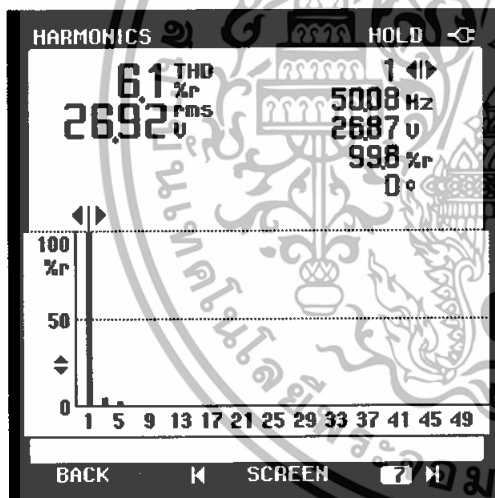 HARMONICS HOLD
6.1 THD %r
26.92 rms V
1
50.08 Hz
26.87 V
99.8 %r
0 °
100
%r
50
0
1 5 9 13 17 21 25 29 33 37 41 45 49
BACK SCREEN 7